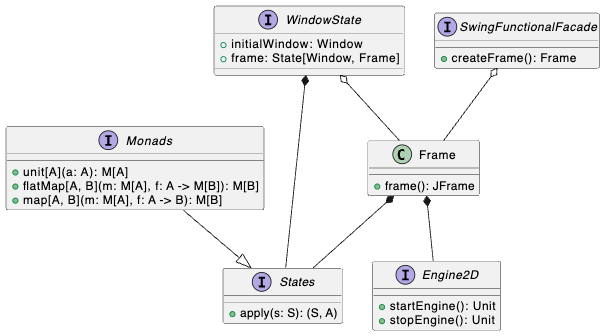 I WindowState
initialWindow: Window
frame: State[Window, Frame]
I SwingFunctionalFacade
createFrame(): Frame
I Monads
unit[A](a: A): M[A]
flatMap[A, B](m: M[A], f: A -> M[B]): M[B]
map[A, B](m: M[A], f: A -> B): M[B]
C Frame
frame(): JFrame
I States
apply(s: S): (S, A)
I Engine2D
startEngine(): Unit
stopEngine(): Unit